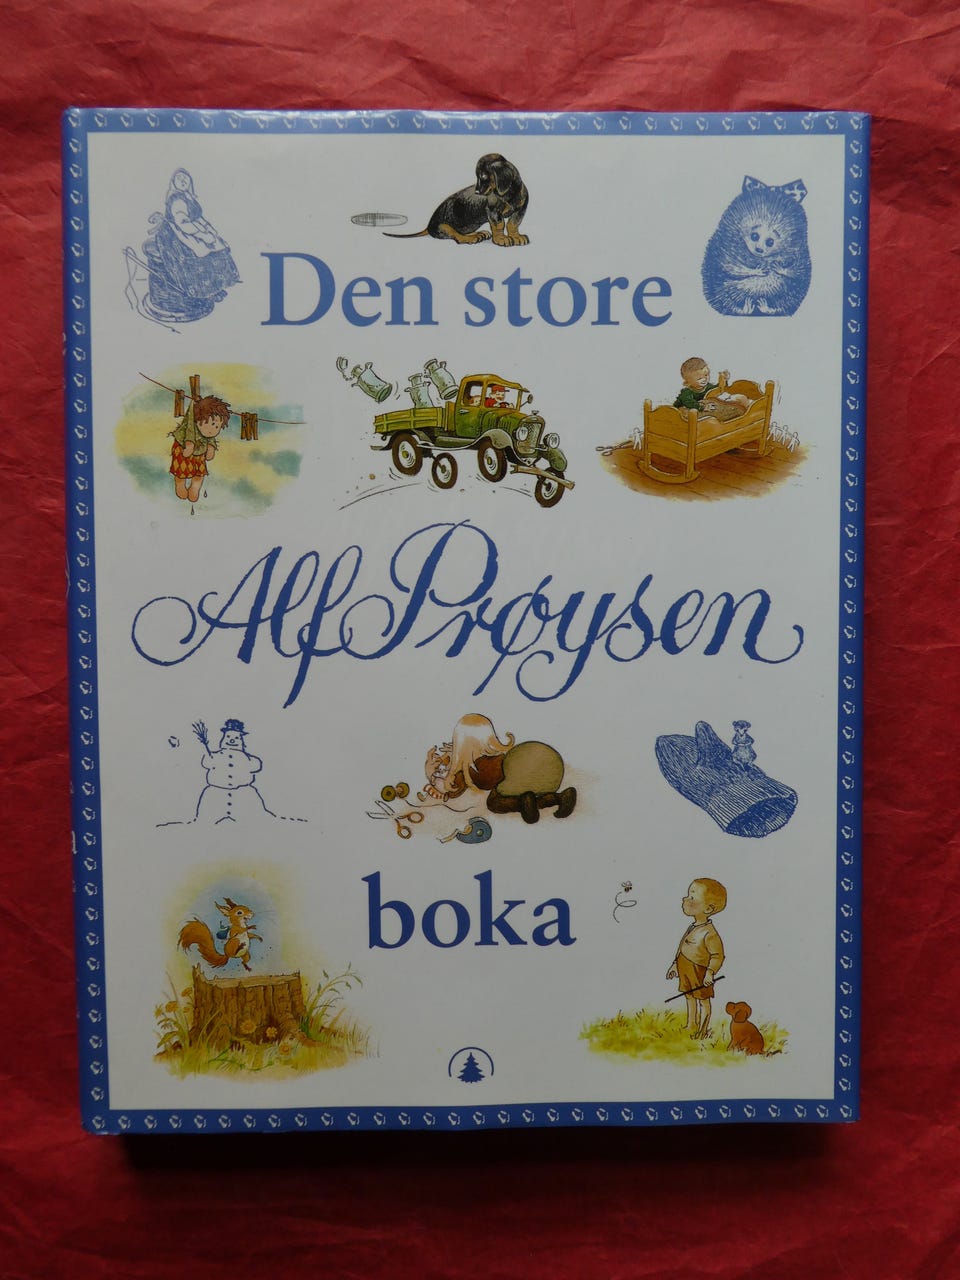 Den store
Alf Prøysen
boka